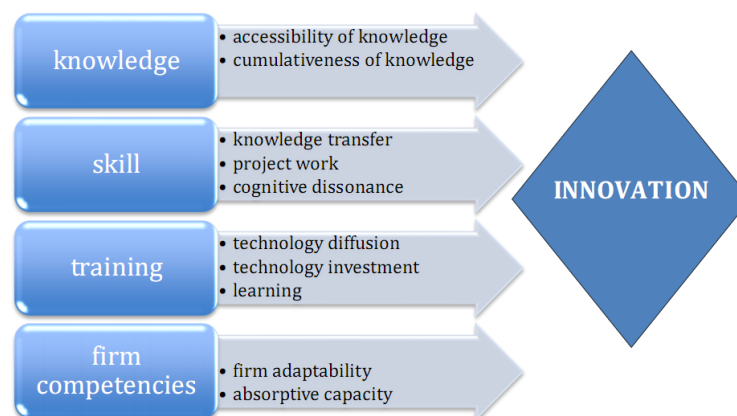 knowledge
• accessibility of knowledge
• cumulativeness of knowledge
skill
• knowledge transfer
• project work
• cognitive dissonance
training
• technology diffusion
• technology investment
• learning
firm
competencies
• firm adaptability
• absorptive capacity
INNOVATION